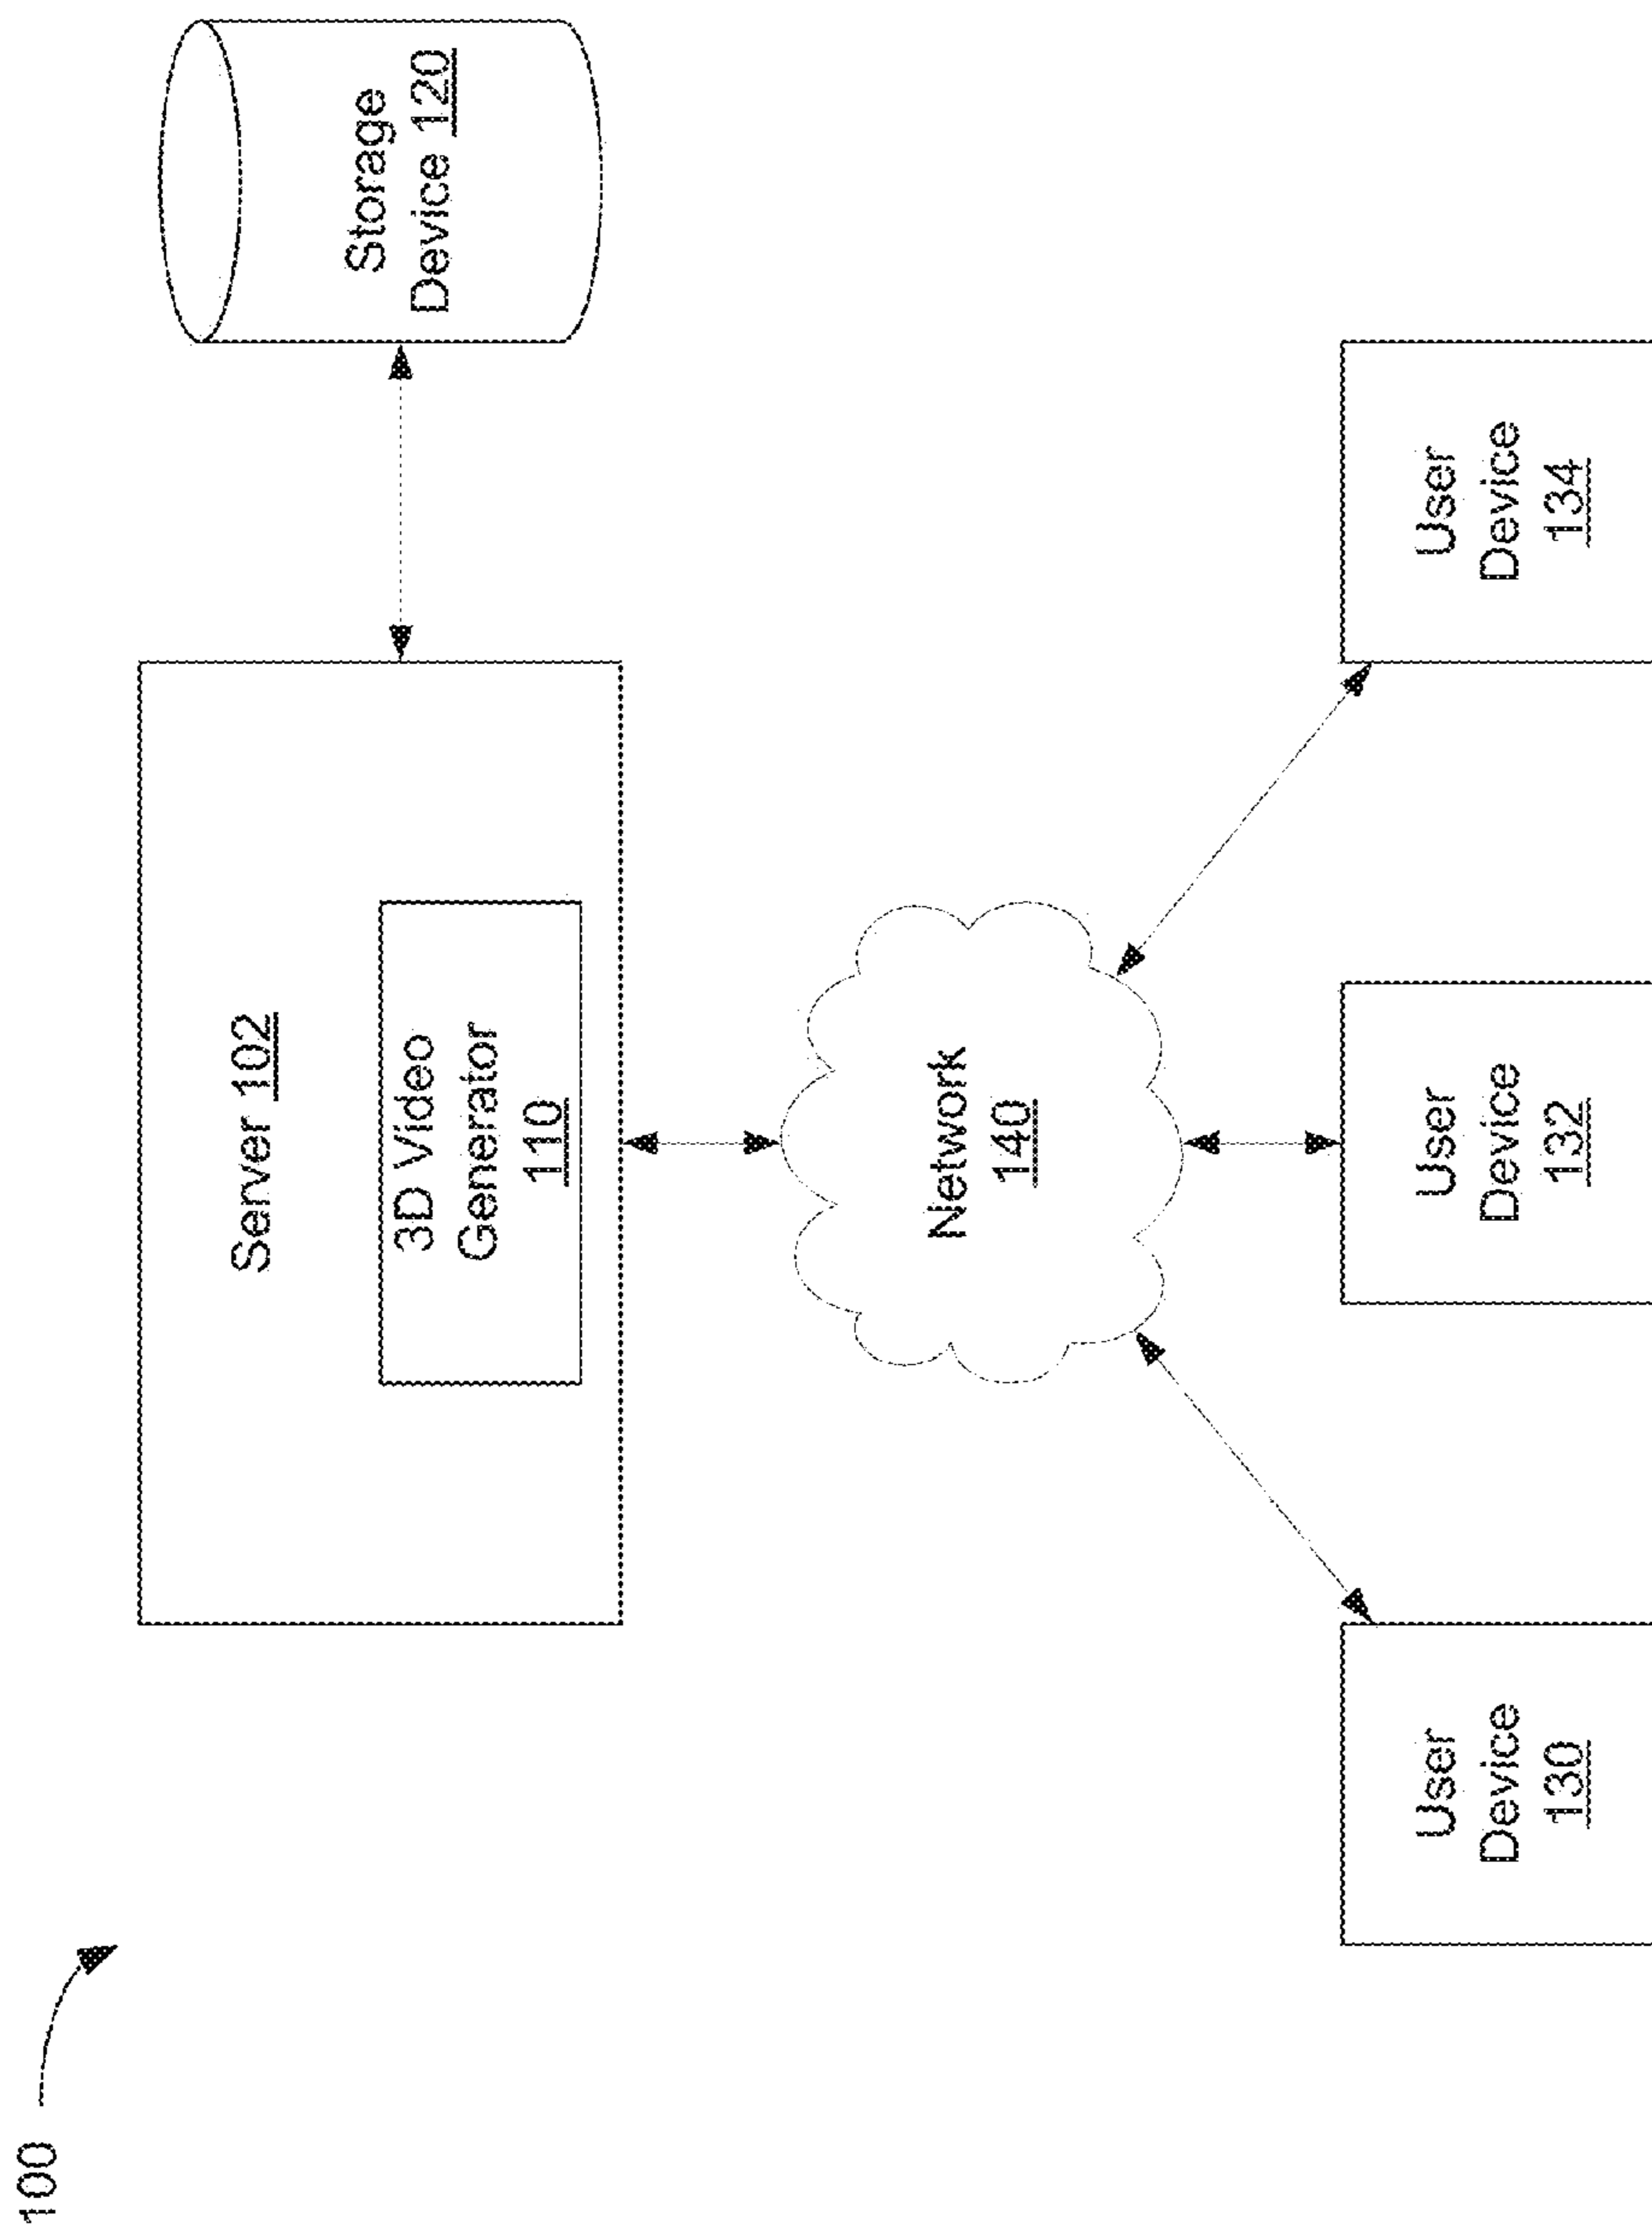 100
Server 102
3D Video
Generator
110
Storage
Device 120
Network
140
User
Device
130
User
Device
132
User
Device
134